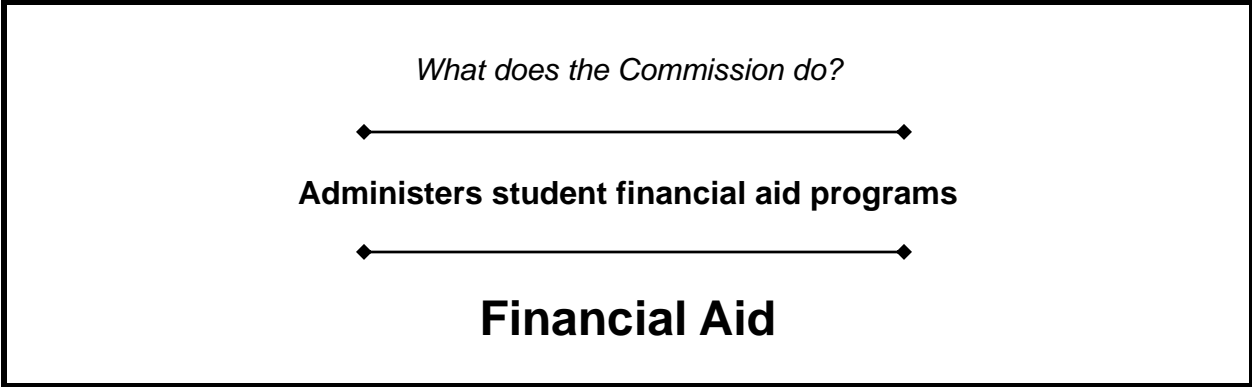 What does the Commission do?
Administers student financial aid programs
Financial Aid